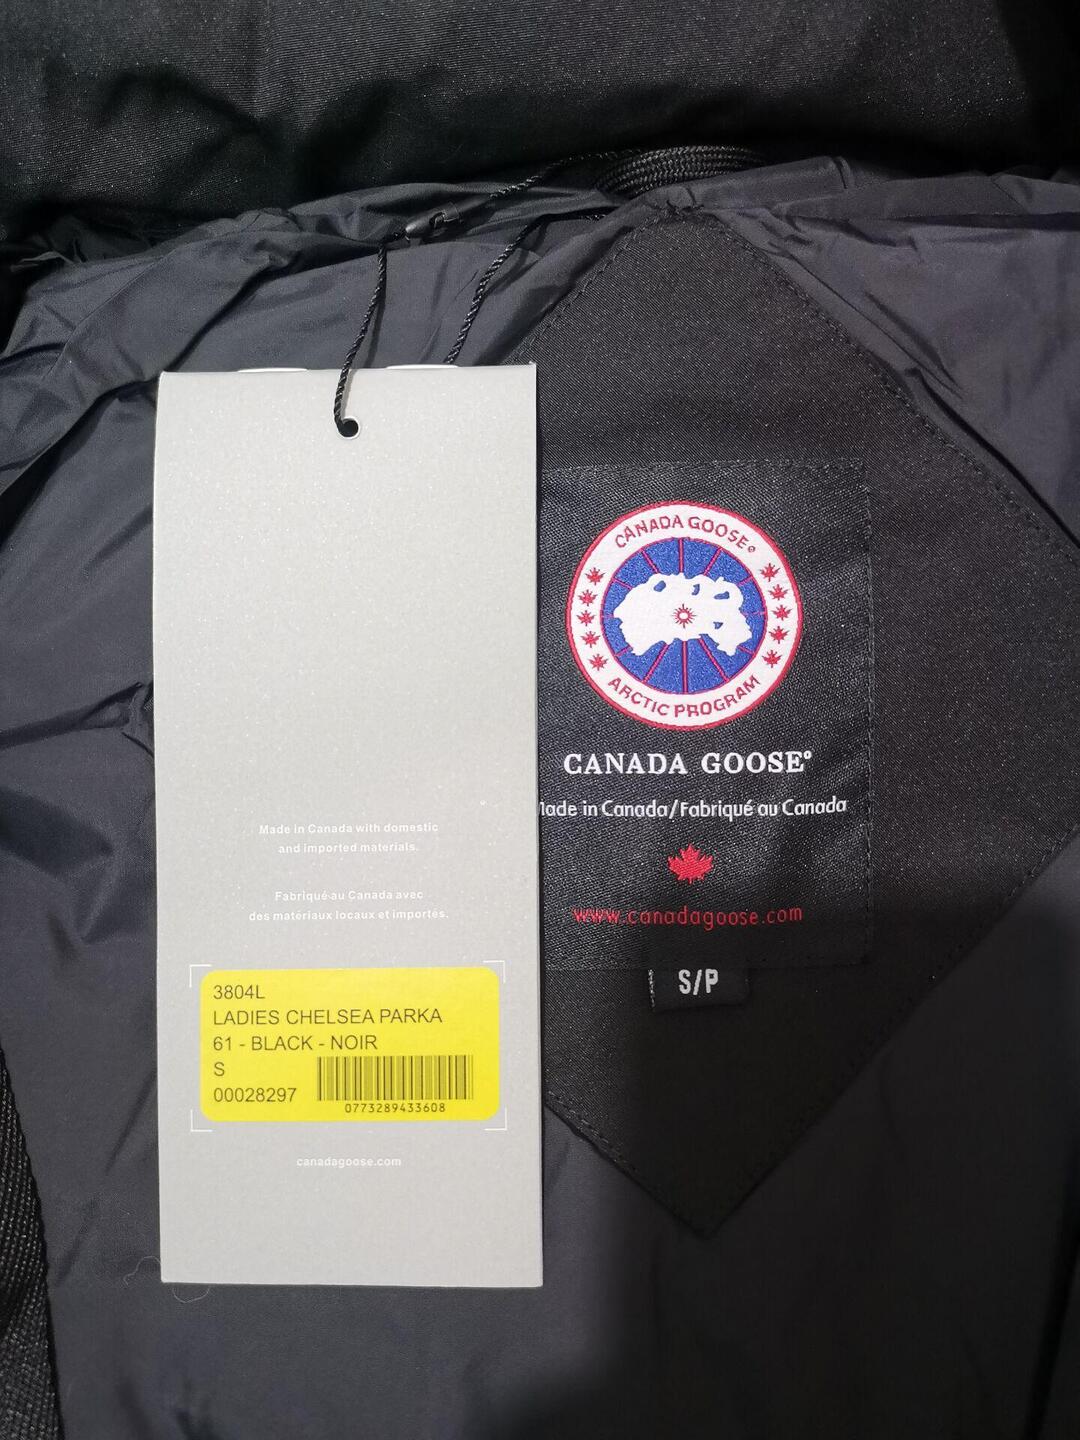 Made in Canada with domestic
and imported materials.
Fabriqué au Canada avec
des matériaux locaux et importés.
3804L
LADIES CHELSEA PARKA
61 - BLACK - NOIR
S
00028297
0773289433608
canadagoose.com
CANADA GOOSE®
ARCTIC PROGRAM
CANADA GOOSE®
Made in Canada/Fabriqué au Canada
www.canadagoose.com
S/P